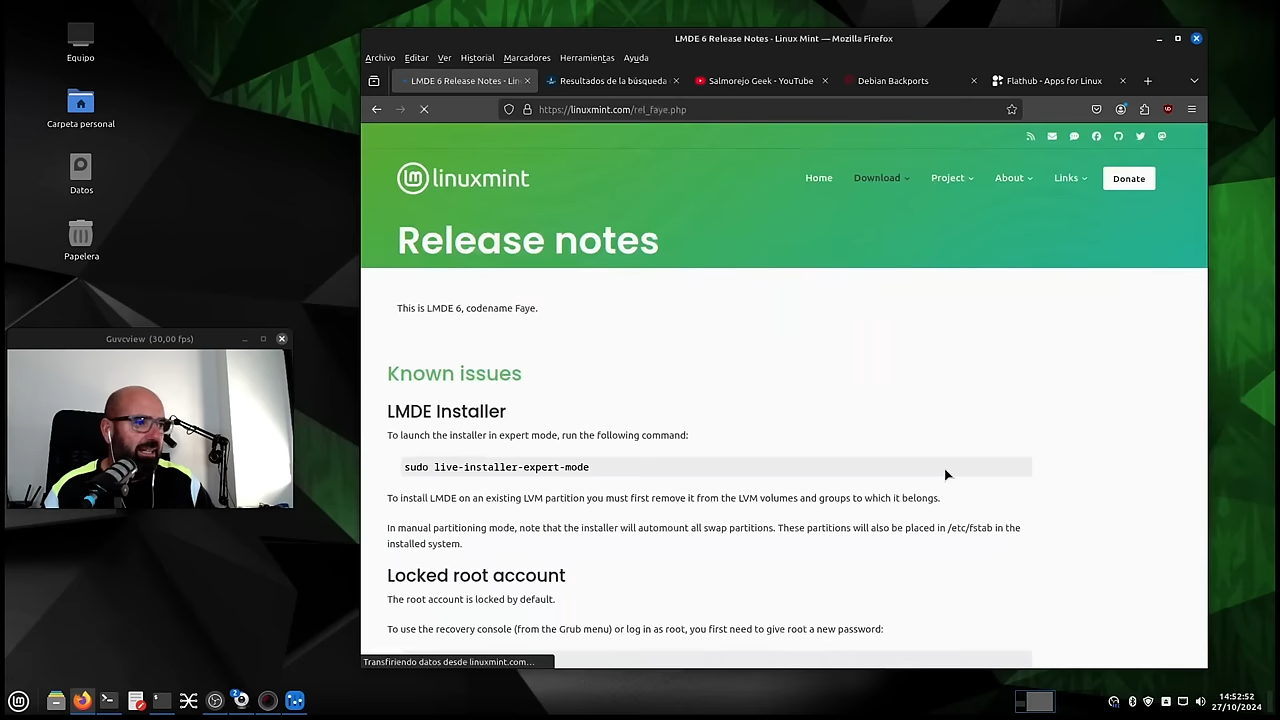 Equipo
Carpeta personal
Datos
Papelera
Guvcview (30,00 fps)
LMDE 6 Release Notes - Linux Mint — Mozilla Firefox
Archivo Editar Ver Historial Marcadores Herramientas Ayuda
LMDE 6 Release Notes - Lin
Resultados de la búsqueda
Salmorejo Geek - YouTube
Debian Backports
Flathub - Apps for Linux
https://linuxmint.com/rel_faye.php
linuxmint
Home Download Project About Links Donate
Release notes
This is LMDE 6, codename Faye.
Known issues
LMDE Installer
To launch the installer in expert mode, run the following command:
sudo live-installer-expert-mode
To install LMDE on an existing LVM partition you must first remove it from the LVM volumes and groups to which it belongs.
In manual partitioning mode, note that the installer will automount all swap partitions. These partitions will also be placed in /etc/fstab in the
installed system.
Locked root account
The root account is locked by default.
To use the recovery console (from the Grub menu) or log in as root, you first need to give root a new password:
Transfiriendo datos desde linuxmint.com…
2
14:52:52
27/10/2024